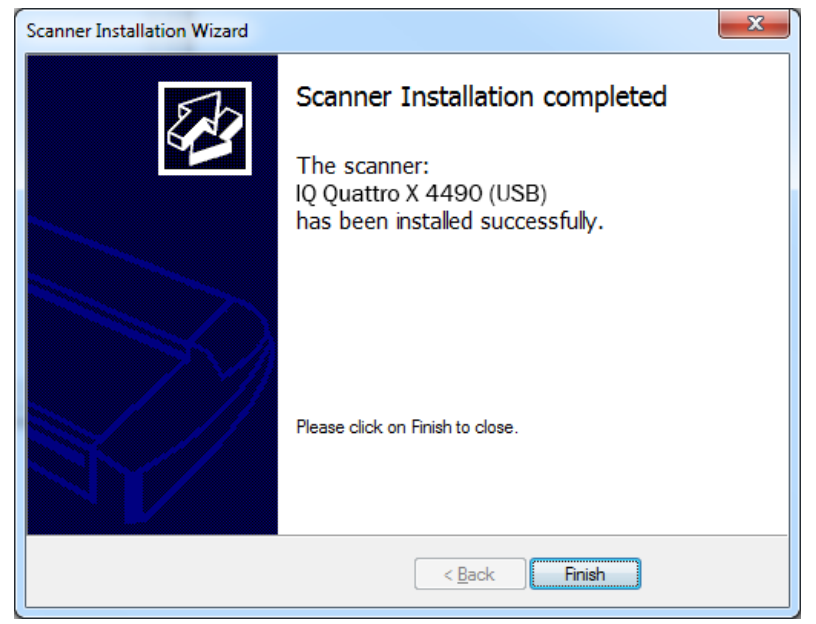 Scanner Installation Wizard
Scanner Installation completed
The scanner:
IQ Quattro X 4490 (USB)
has been installed successfully.
Please click on Finish to close.
< Back
Finish